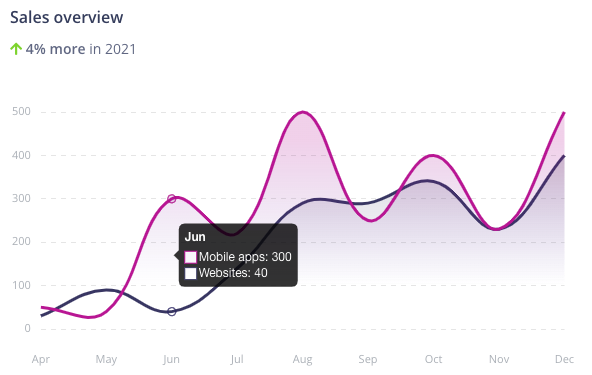 Sales overview
4% more in 2021
500
400
300
200
100
0
Jun
Mobile apps: 300
Websites: 40
Apr May Jun Jul Aug Sep Oct Nov Dec